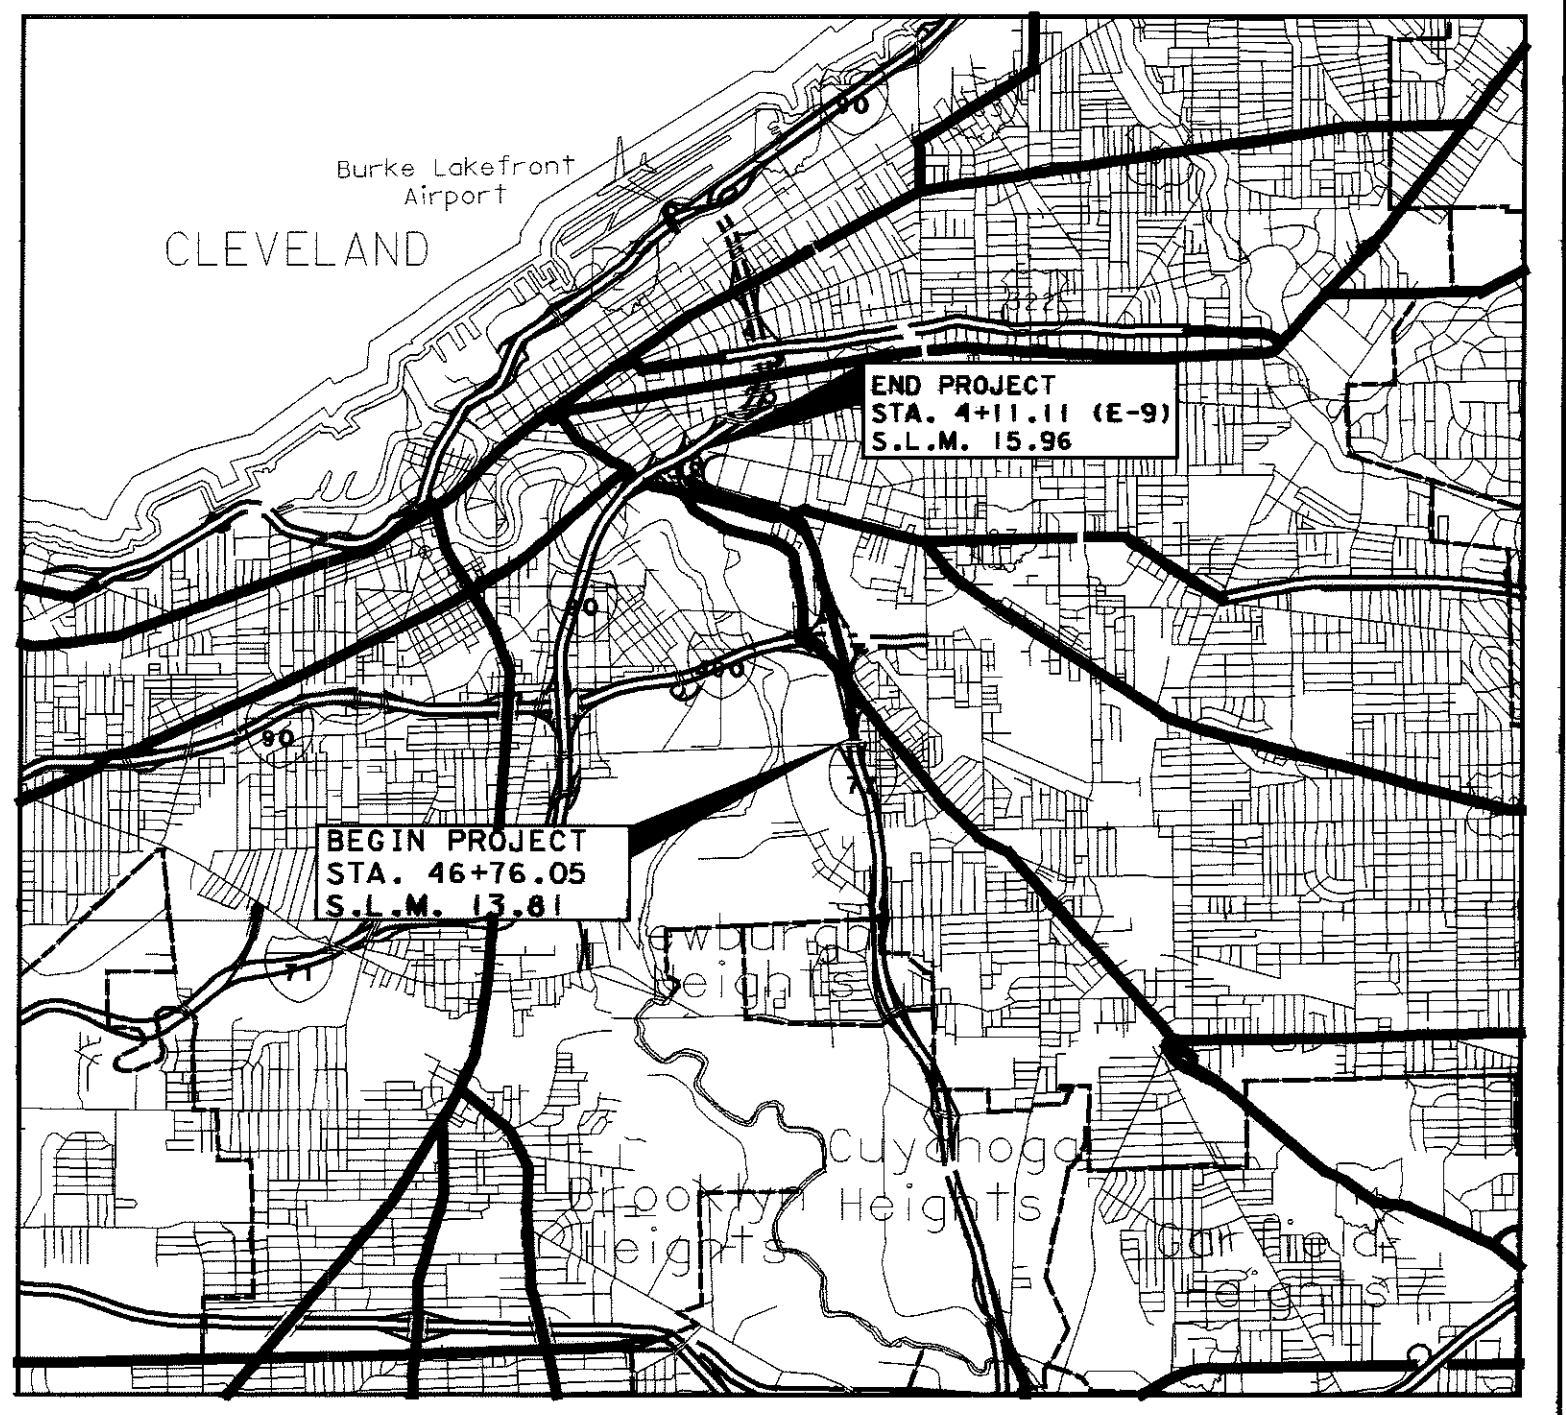 90
Burke Lakefront
Airport
CLEVELAND
END PROJECT
STA. 4+11.11 (E-9)
S.L.M. 15.96
90
490
90
77
BEGIN PROJECT
STA. 46+76.05
S.L.M. 13.81
Newburgh
Heights
71
Cuyahoga
Heights
Brooklyn
Heights
Garfield
Heights